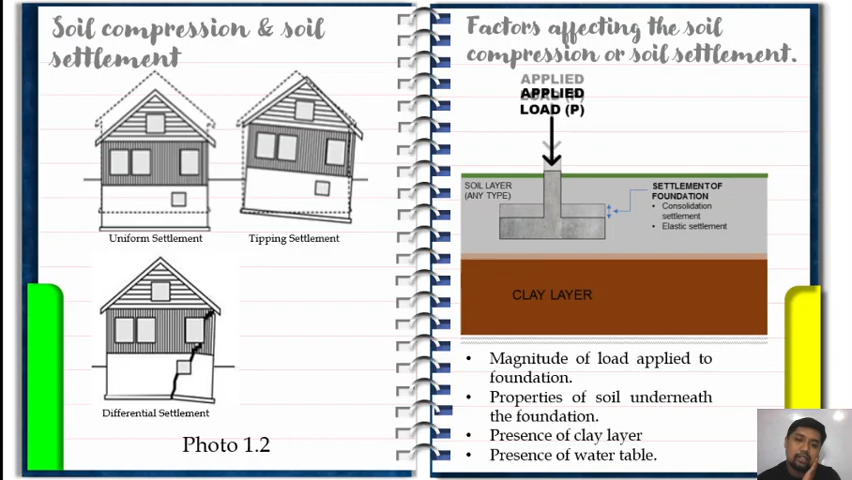 Soil compression & soil
settlement
Uniform Settlement
Tipping Settlement
Differential Settlement
Photo 1.2
Factors affecting the soil
compression or soil settlement.
APPLIED
APPLIED
LOAD (P)
SOIL LAYER
(ANY TYPE)
SETTLEMENT OF
FOUNDATION
• Consolidation
settlement
• Elastic settlement
CLAY LAYER
• Magnitude of load applied to
foundation.
• Properties of soil underneath
the foundation.
• Presence of clay layer
• Presence of water table.